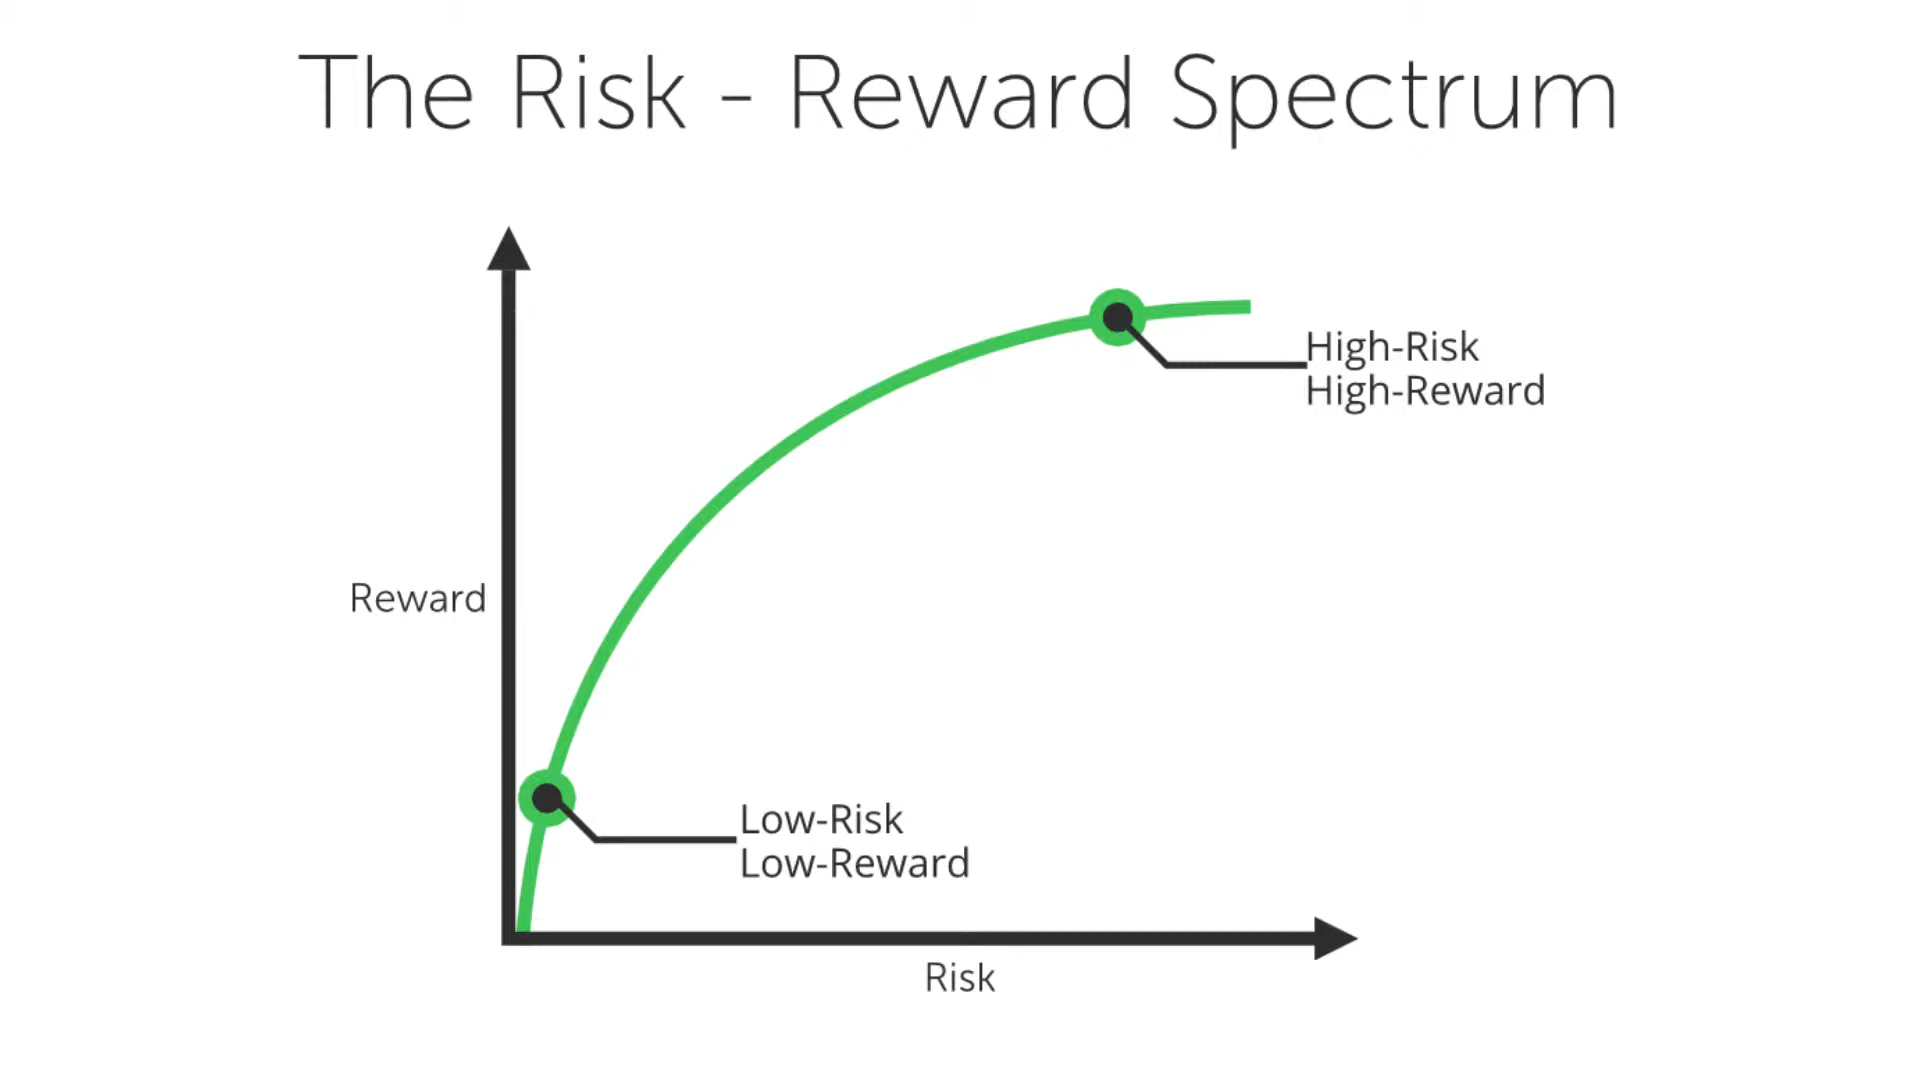 The Risk - Reward Spectrum
High-Risk
High-Reward
Reward
Low-Risk
Low-Reward
Risk